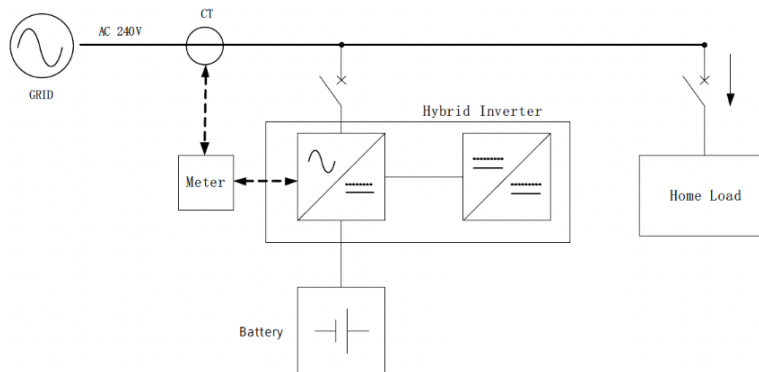 CT
AC 240V
GRID
Hybrid Inverter
Meter
Home Load
Battery